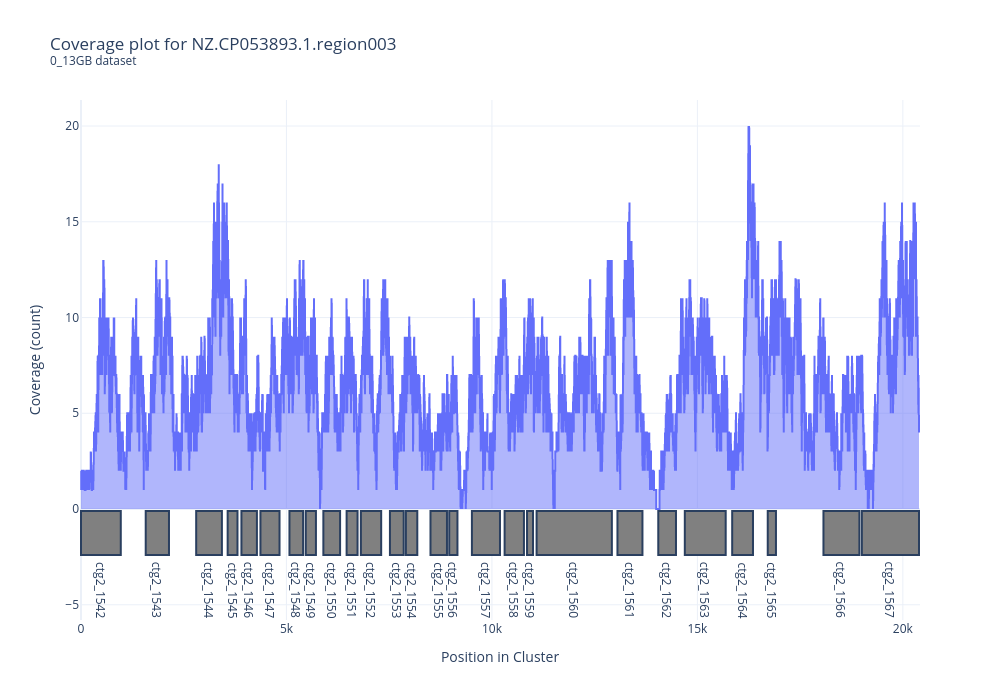 Coverage plot for NZ.CP053893.1.region003
0_13GB dataset
Coverage (count)
20
15
10
5
0
−5
ctg2_1542
ctg2_1543
ctg2_1544
ctg2_1545
ctg2_1546
ctg2_1547
ctg2_1548
ctg2_1549
ctg2_1550
ctg2_1551
ctg2_1552
ctg2_1553
ctg2_1554
ctg2_1555
ctg2_1556
ctg2_1557
ctg2_1558
ctg2_1559
ctg2_1560
ctg2_1561
ctg2_1562
ctg2_1563
ctg2_1564
ctg2_1565
ctg2_1566
ctg2_1567
0
5k
10k
15k
20k
Position in Cluster